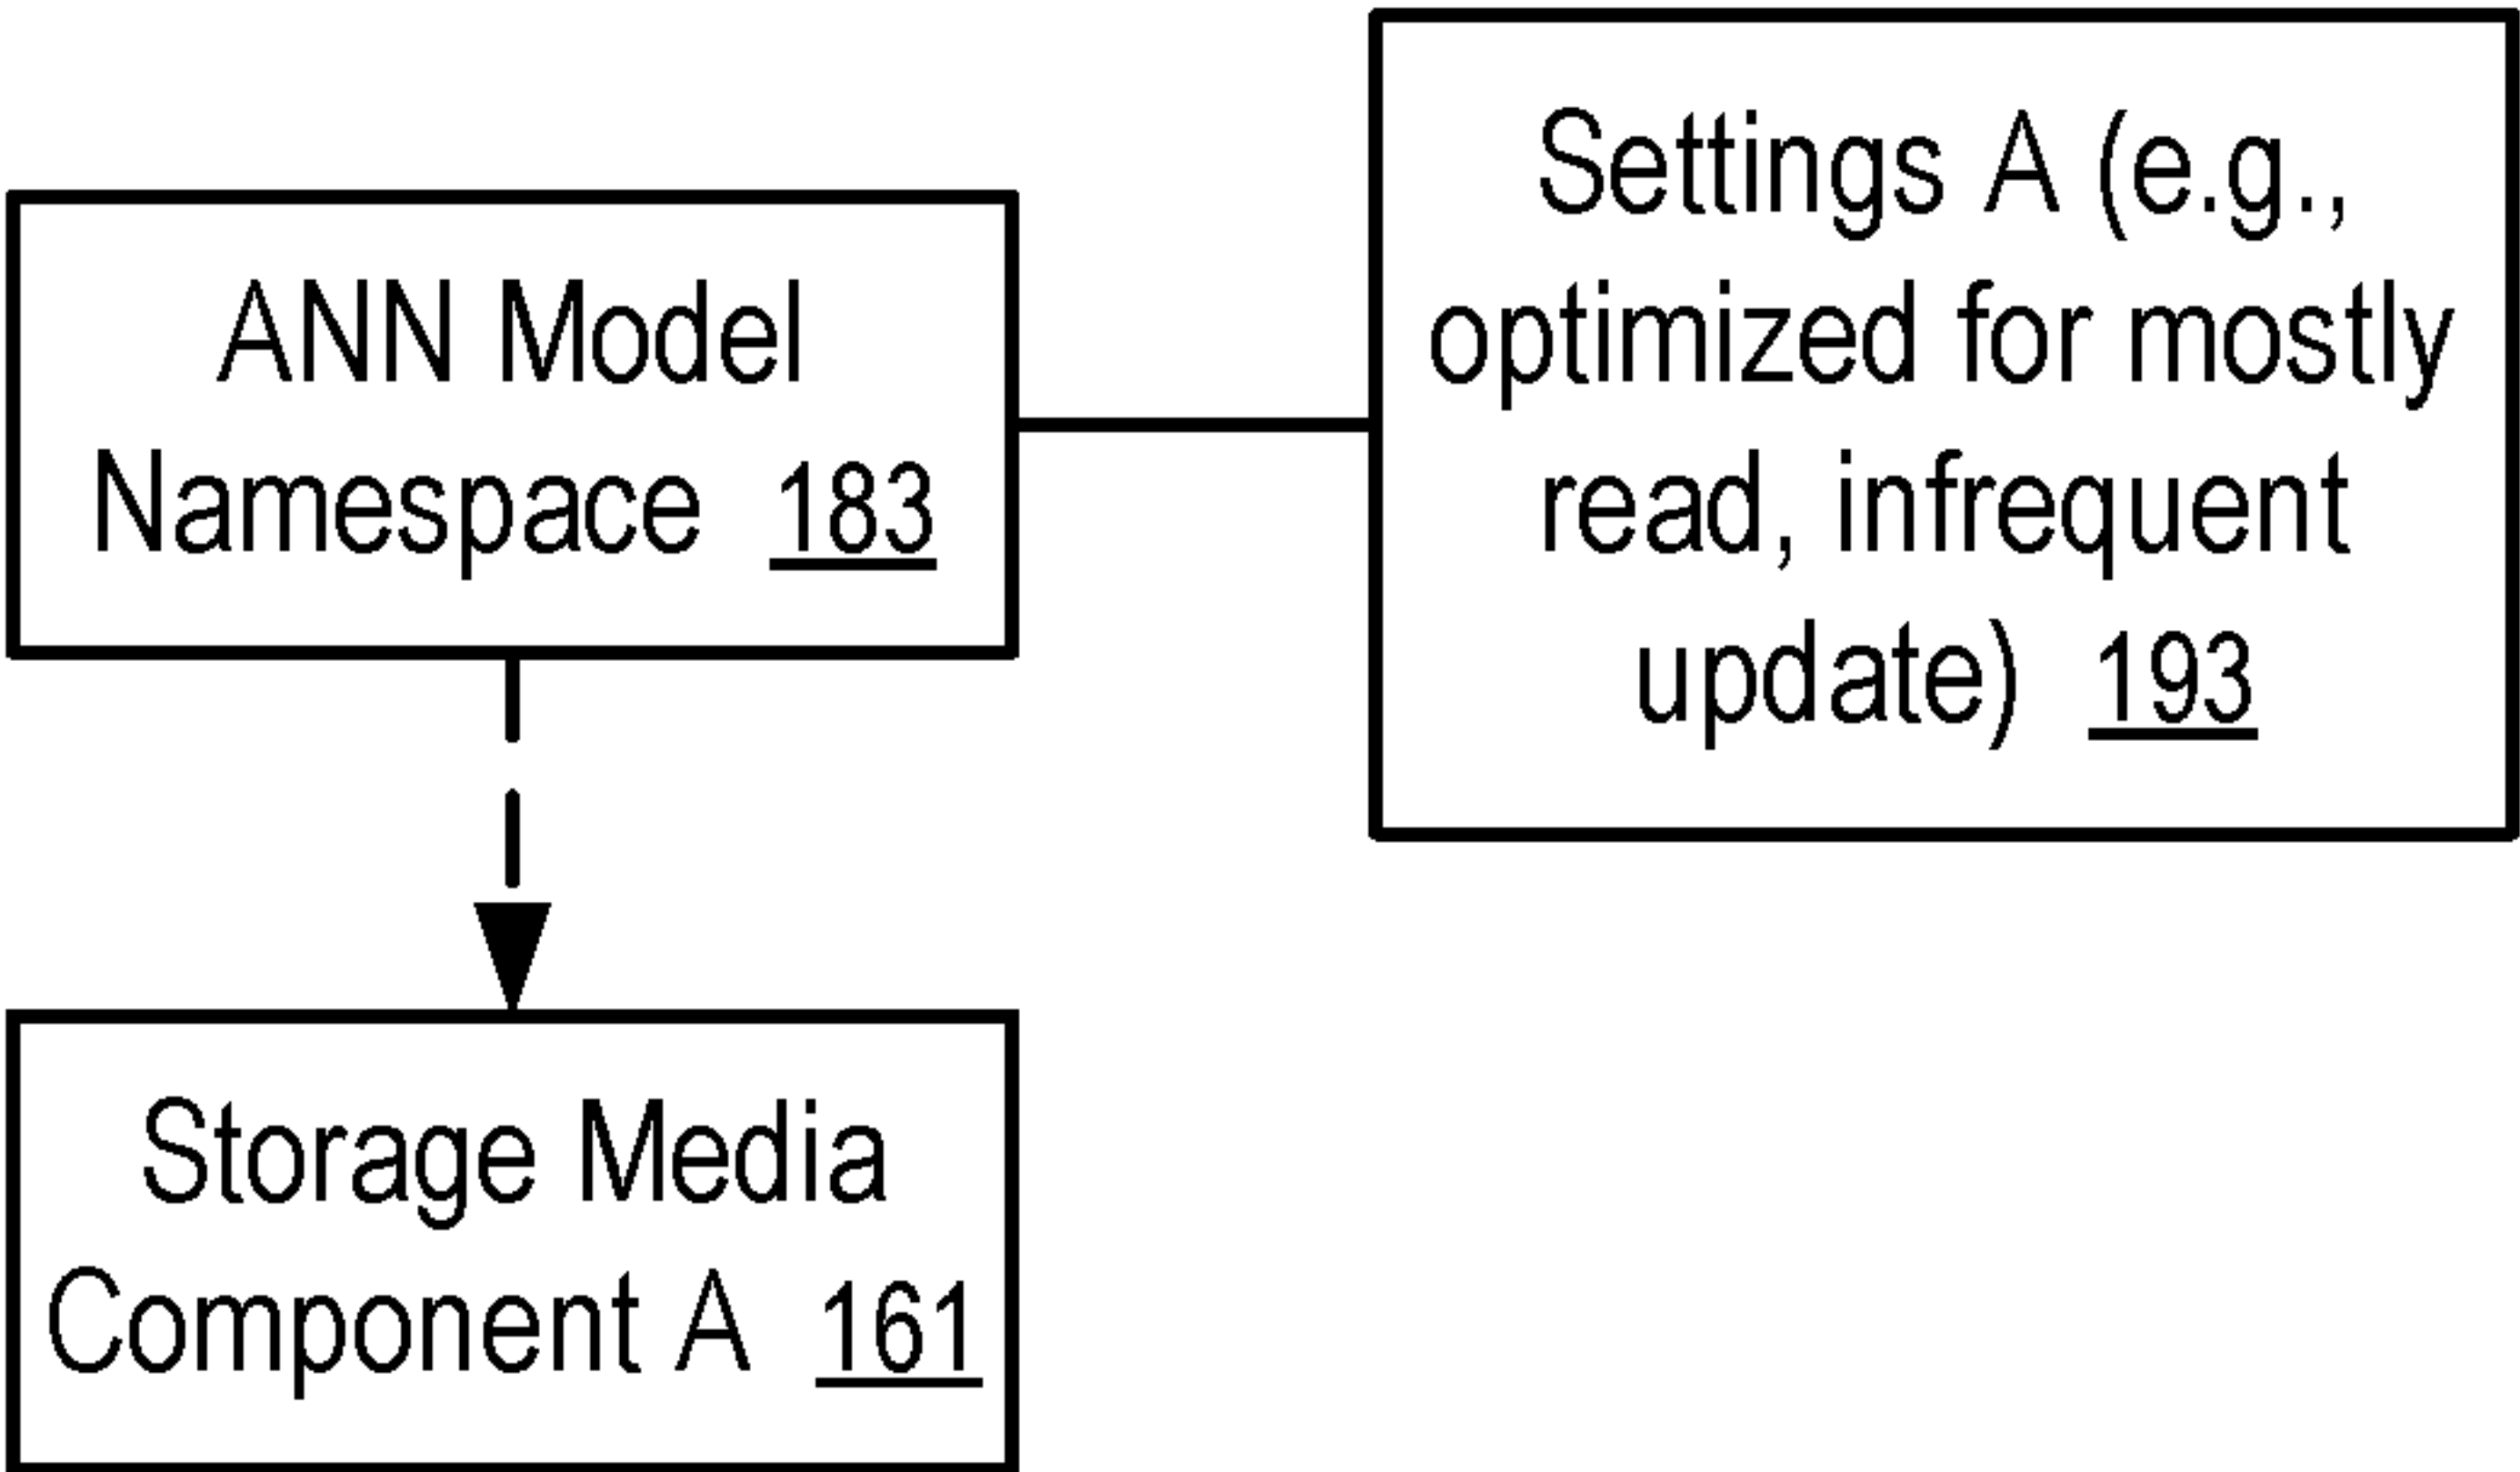 ANN Model
Namespace 183
Settings A (e.g.,
optimized for mostly
read, infrequent
update) 193
Storage Media
Component A 161